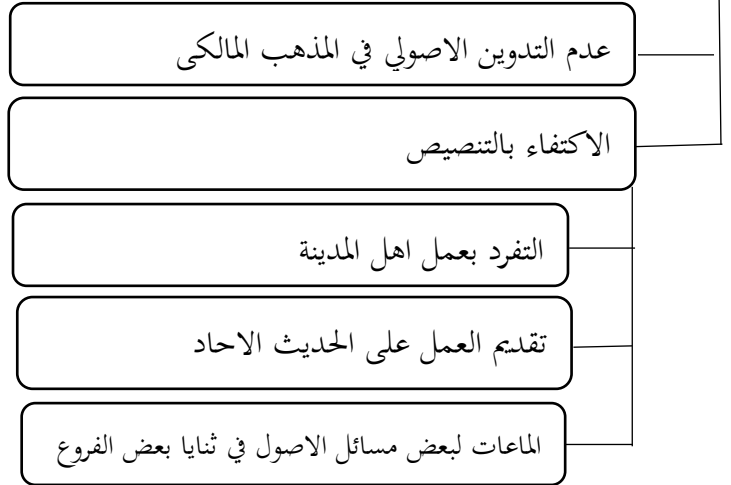 عدم التدوين الاصولي في المذهب المالكى
الاكتفاء بالتنصيص
التفرد بعمل اهل المدينة
تقديم العمل على الحديث الاحاد
الماعات لبعض مسائل الاصول في ثنايا بعض الفروع